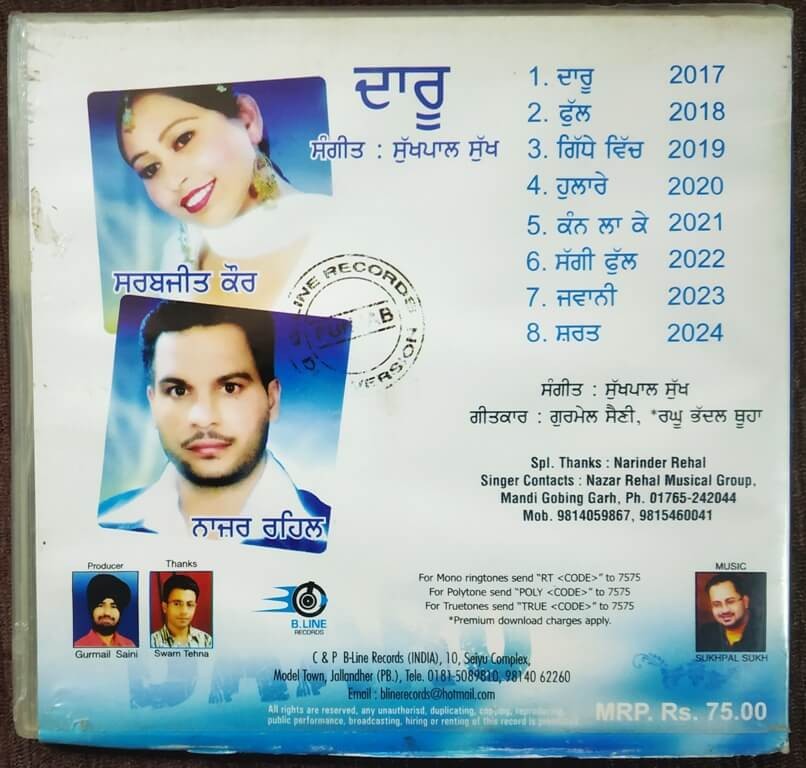 ਦਾਰੂ
ਸੰਗੀਤ : ਸੁੱਖਪਾਲ ਸੁੱਖ
ਸਰਬਜੀਤ ਕੌਰ
ਨਾਜ਼ਰ ਰਹਿਲ
1. ਦਾਰੂ 2017
2. ਫੁੱਲ 2018
3. ਗਿੱਧੇ ਵਿੱਚ 2019
4. ਹੁਲਾਰੇ 2020
5. ਕੰਨ ਲਾ ਕੇ 2021
6. ਸੱਗੀ ਫੁੱਲ 2022
7. ਜਵਾਨੀ 2023
8. ਸ਼ਰਤ 2024
LINE RECORDS
VERSION
ਸੰਗੀਤ : ਸੁੱਖਪਾਲ ਸੁੱਖ
ਗੀਤਕਾਰ : ਗੁਰਮੇਲ ਸੈਣੀ, *ਰਘੂ ਭੱਦਲ ਥੂਹਾ
Spl. Thanks : Narinder Rehal
Singer Contacts : Nazar Rehal Musical Group,
Mandi Gobing Garh, Ph. 01765-242044
Mob. 9814059867, 9815460041
Producer
Gurmail Saini
Thanks
Swarn Tehna
B.LINE
RECORDS
For Mono ringtones send "RT <CODE>" to 7575
For Polytone send "POLY <CODE>" to 7575
For Truetones send "TRUE <CODE>" to 7575
*Premium download charges apply.
MUSIC
SUKHPAL SUKH
C & P B-Line Records (INDIA), 10, Seiyu Complex,
Model Town, Jallandher (PB.), Tele. 0181-5089810, 98140 62260
Email : blinerecords@hotmail.com
All rights are reserved, any unauthorisd, duplicating, copying, reproducing,
public performance, broadcasting, hiring or renting of this record is prohibited
MRP. Rs. 75.00